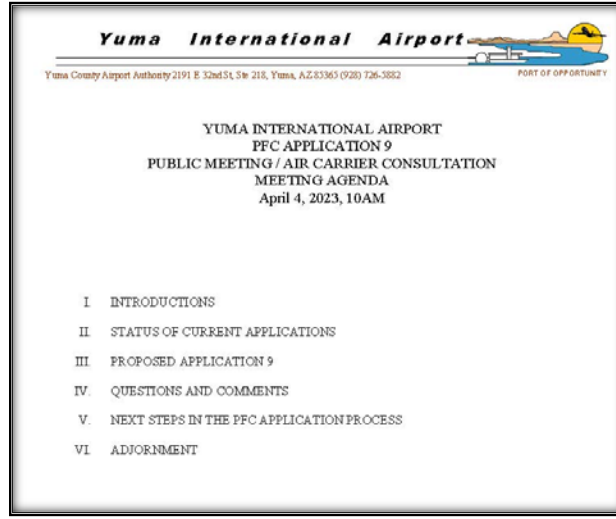 Yuma International Airport
Yuma County Airport Authority 2191 E 32nd St, Ste 218, Yuma, AZ 85365 (928) 726-5882
PORT OF OPPORTUNITY
YUMA INTERNATIONAL AIRPORT
PFC APPLICATION 9
PUBLIC MEETING / AIR CARRIER CONSULTATION
MEETING AGENDA
April 4, 2023, 10AM
I. INTRODUCTIONS
II. STATUS OF CURRENT APPLICATIONS
III. PROPOSED APPLICATION 9
IV. QUESTIONS AND COMMENTS
V. NEXT STEPS IN THE PFC APPLICATION PROCESS
VI. ADJORNMENT